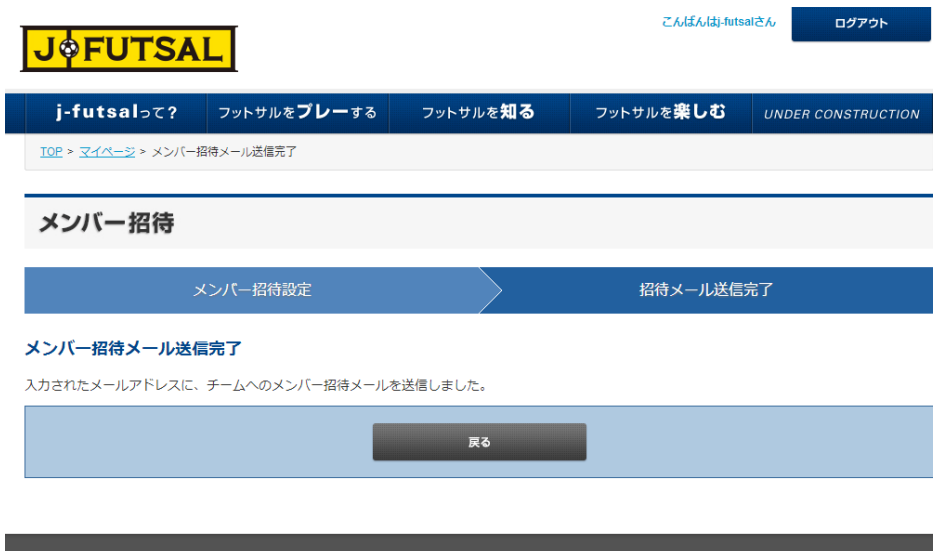 こんばんはj-futsalさん
ログアウト
J FUTSAL
j-futsalって?
フットサルをプレーする
フットサルを知る
フットサルを楽しむ
UNDER CONSTRUCTION
TOP > マイページ > メンバー招待メール送信完了
メンバー招待
メンバー招待設定
招待メール送信完了
メンバー招待メール送信完了
入力されたメールアドレスに、チームへのメンバー招待メールを送信しました。
戻る